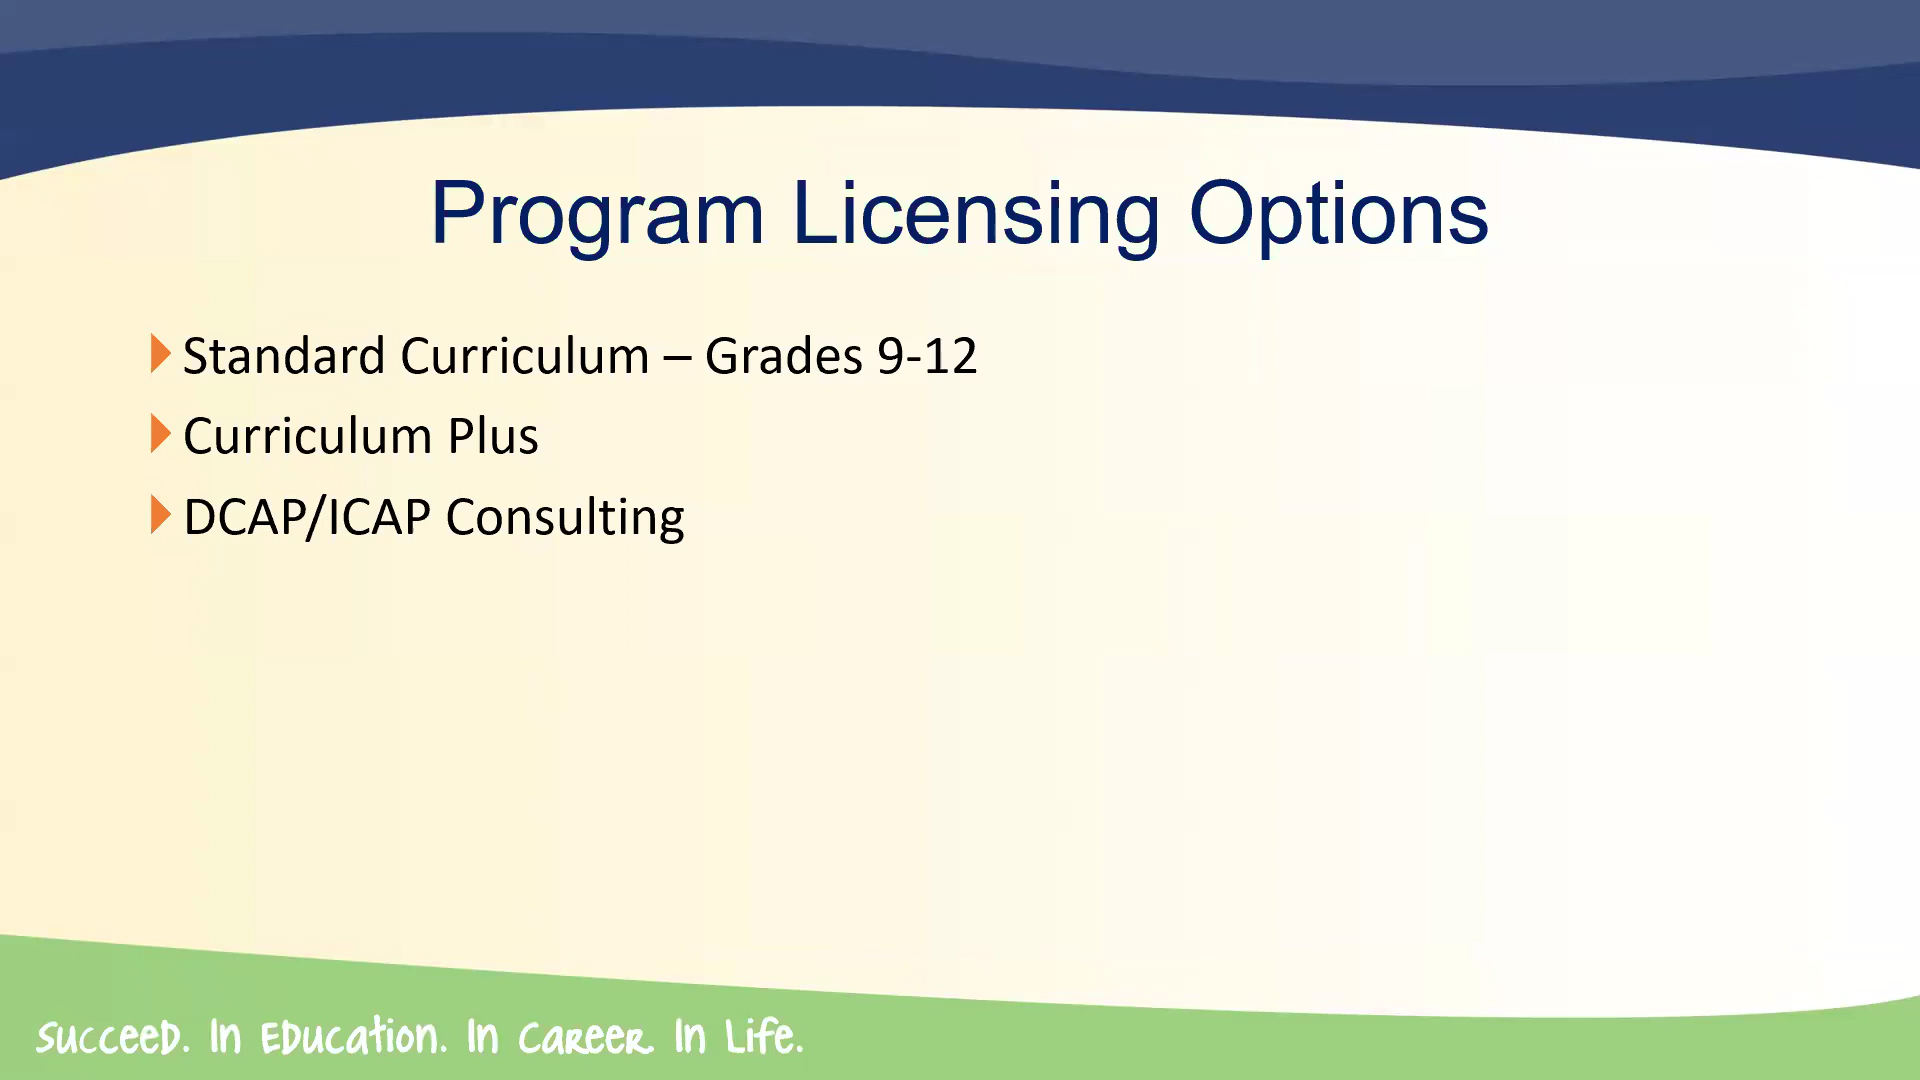 Program Licensing Options
Standard Curriculum – Grades 9-12
Curriculum Plus
DCAP/ICAP Consulting
Succeed. In Education. In Career. In Life.